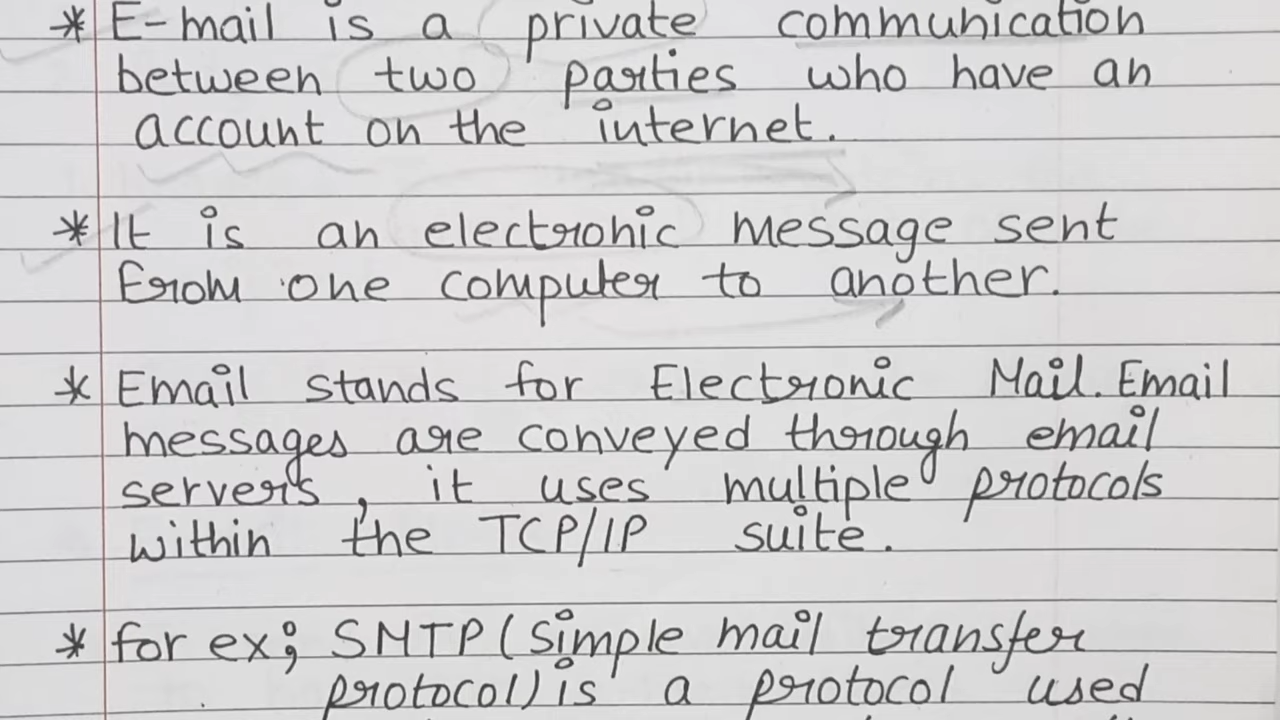 * E-mail is a private communication
between two parties who have an
account on the internet.
* It is an electronic message sent
from one computer to another.
* Email stands for Electronic Mail. Email
messages are conveyed through email
servers, it uses multiple protocols
within the TCP/IP suite.
* for ex; SMTP (Simple mail transfer
protocol) is a protocol used